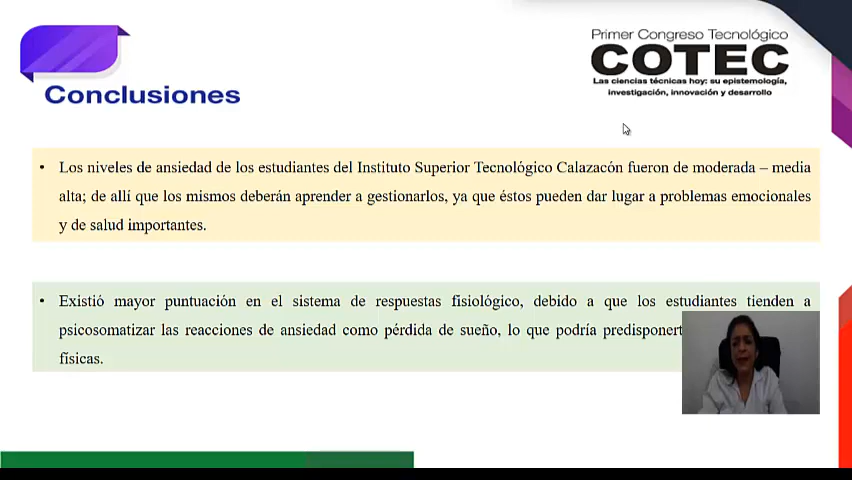 Primer Congreso Tecnológico
COTEC
Las ciencias técnicas hoy: su epistemología,
investigación, innovación y desarrollo
Conclusiones
• Los niveles de ansiedad de los estudiantes del Instituto Superior Tecnológico Calazacón fueron de moderada – media
alta; de allí que los mismos deberán aprender a gestionarlos, ya que éstos pueden dar lugar a problemas emocionales
y de salud importantes.
• Existió mayor puntuación en el sistema de respuestas fisiológico, debido a que los estudiantes tienden a
psicosomatizar las reacciones de ansiedad como pérdida de sueño, lo que podría
físicas.